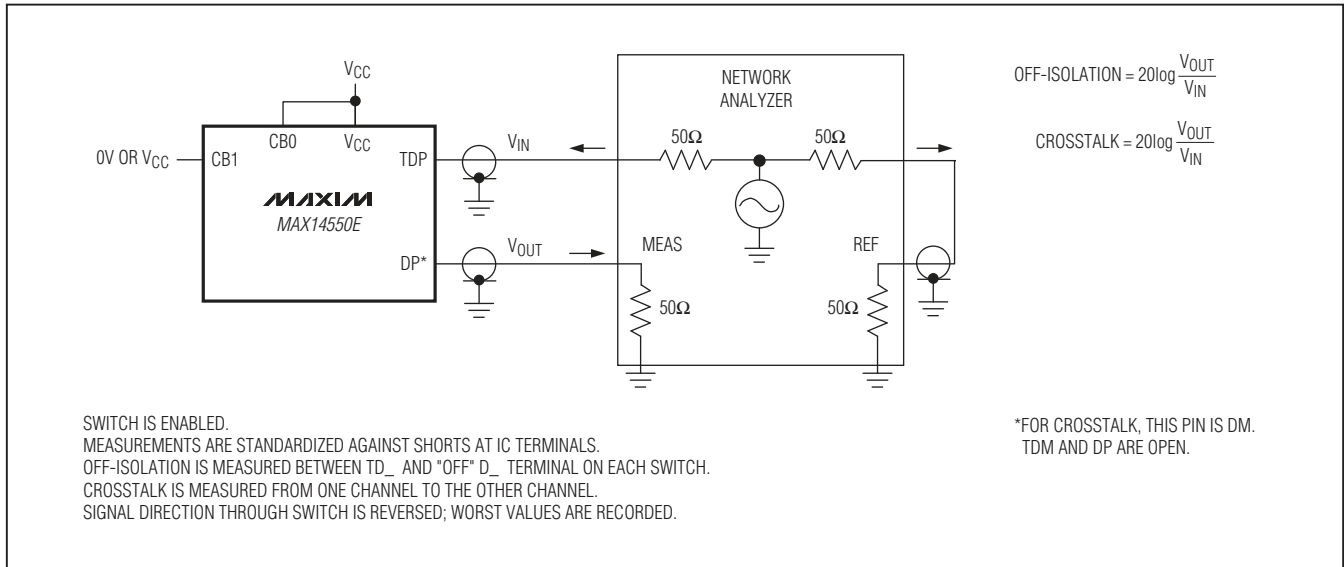 VCC
CB0
VCC
0V OR VCC
CB1
TDP
MAXIM
MAX14550E
DP*
VIN
VOUT
NETWORK
ANALYZER
50Ω
50Ω
MEAS
REF
50Ω
50Ω
OFF-ISOLATION = 20log VOUT
VIN
CROSSTALK = 20log VOUT
VIN
SWITCH IS ENABLED.
MEASUREMENTS ARE STANDARDIZED AGAINST SHORTS AT IC TERMINALS.
OFF-ISOLATION IS MEASURED BETWEEN TD_ AND "OFF" D_ TERMINAL ON EACH SWITCH.
CROSSTALK IS MEASURED FROM ONE CHANNEL TO THE OTHER CHANNEL.
SIGNAL DIRECTION THROUGH SWITCH IS REVERSED; WORST VALUES ARE RECORDED.
*FOR CROSSTALK, THIS PIN IS DM.
TDM AND DP ARE OPEN.